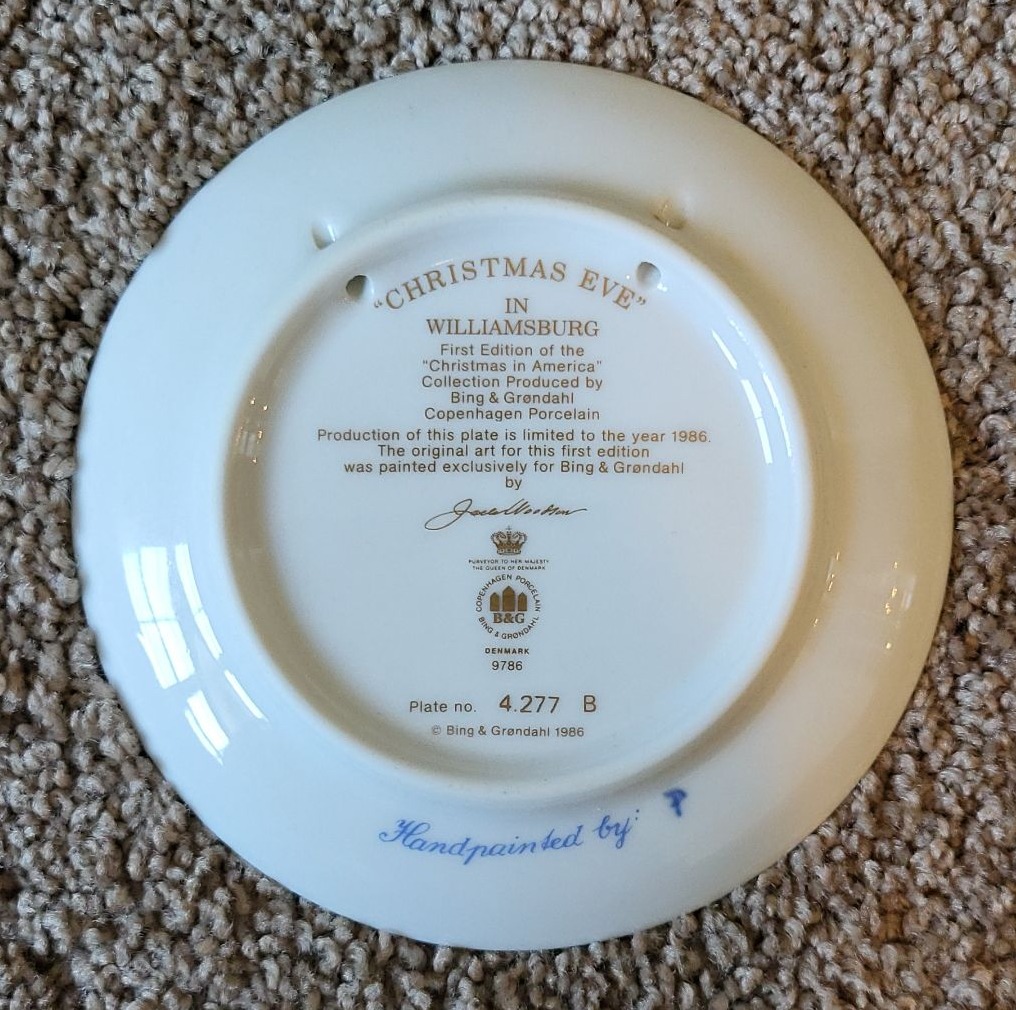 “CHRISTMAS EVE”
IN
WILLIAMSBURG
First Edition of the
"Christmas in America"
Collection Produced by
Bing & Grøndahl
Copenhagen Porcelain
Production of this plate is limited to the year 1986.
The original art for this first edition
was painted exclusively for Bing & Grøndahl
by
Jack Woodson
PURVEYOR TO HER MAJESTY
THE QUEEN OF DENMARK
COPENHAGEN PORCELAIN
B&G
BING & GRØNDAHL
DENMARK
9786
Plate no. 4.277 B
© Bing & Grøndahl 1986
Handpainted by: